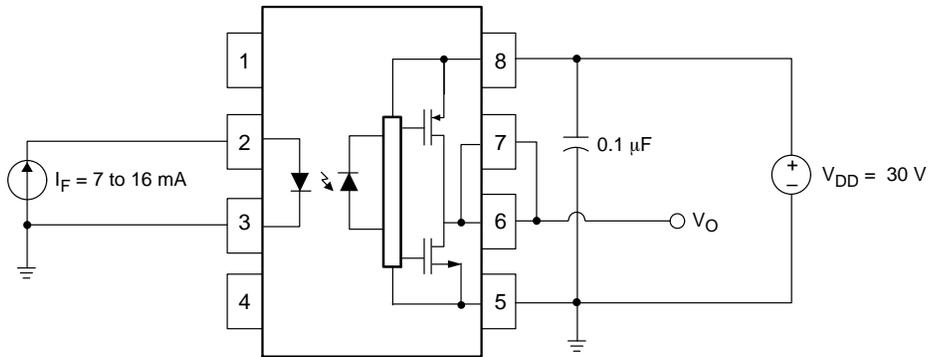 1
8
2
7
0.1 μF
I_F = 7 to 16 mA
+
−
V_DD = 30 V
3
6
V_O
4
5